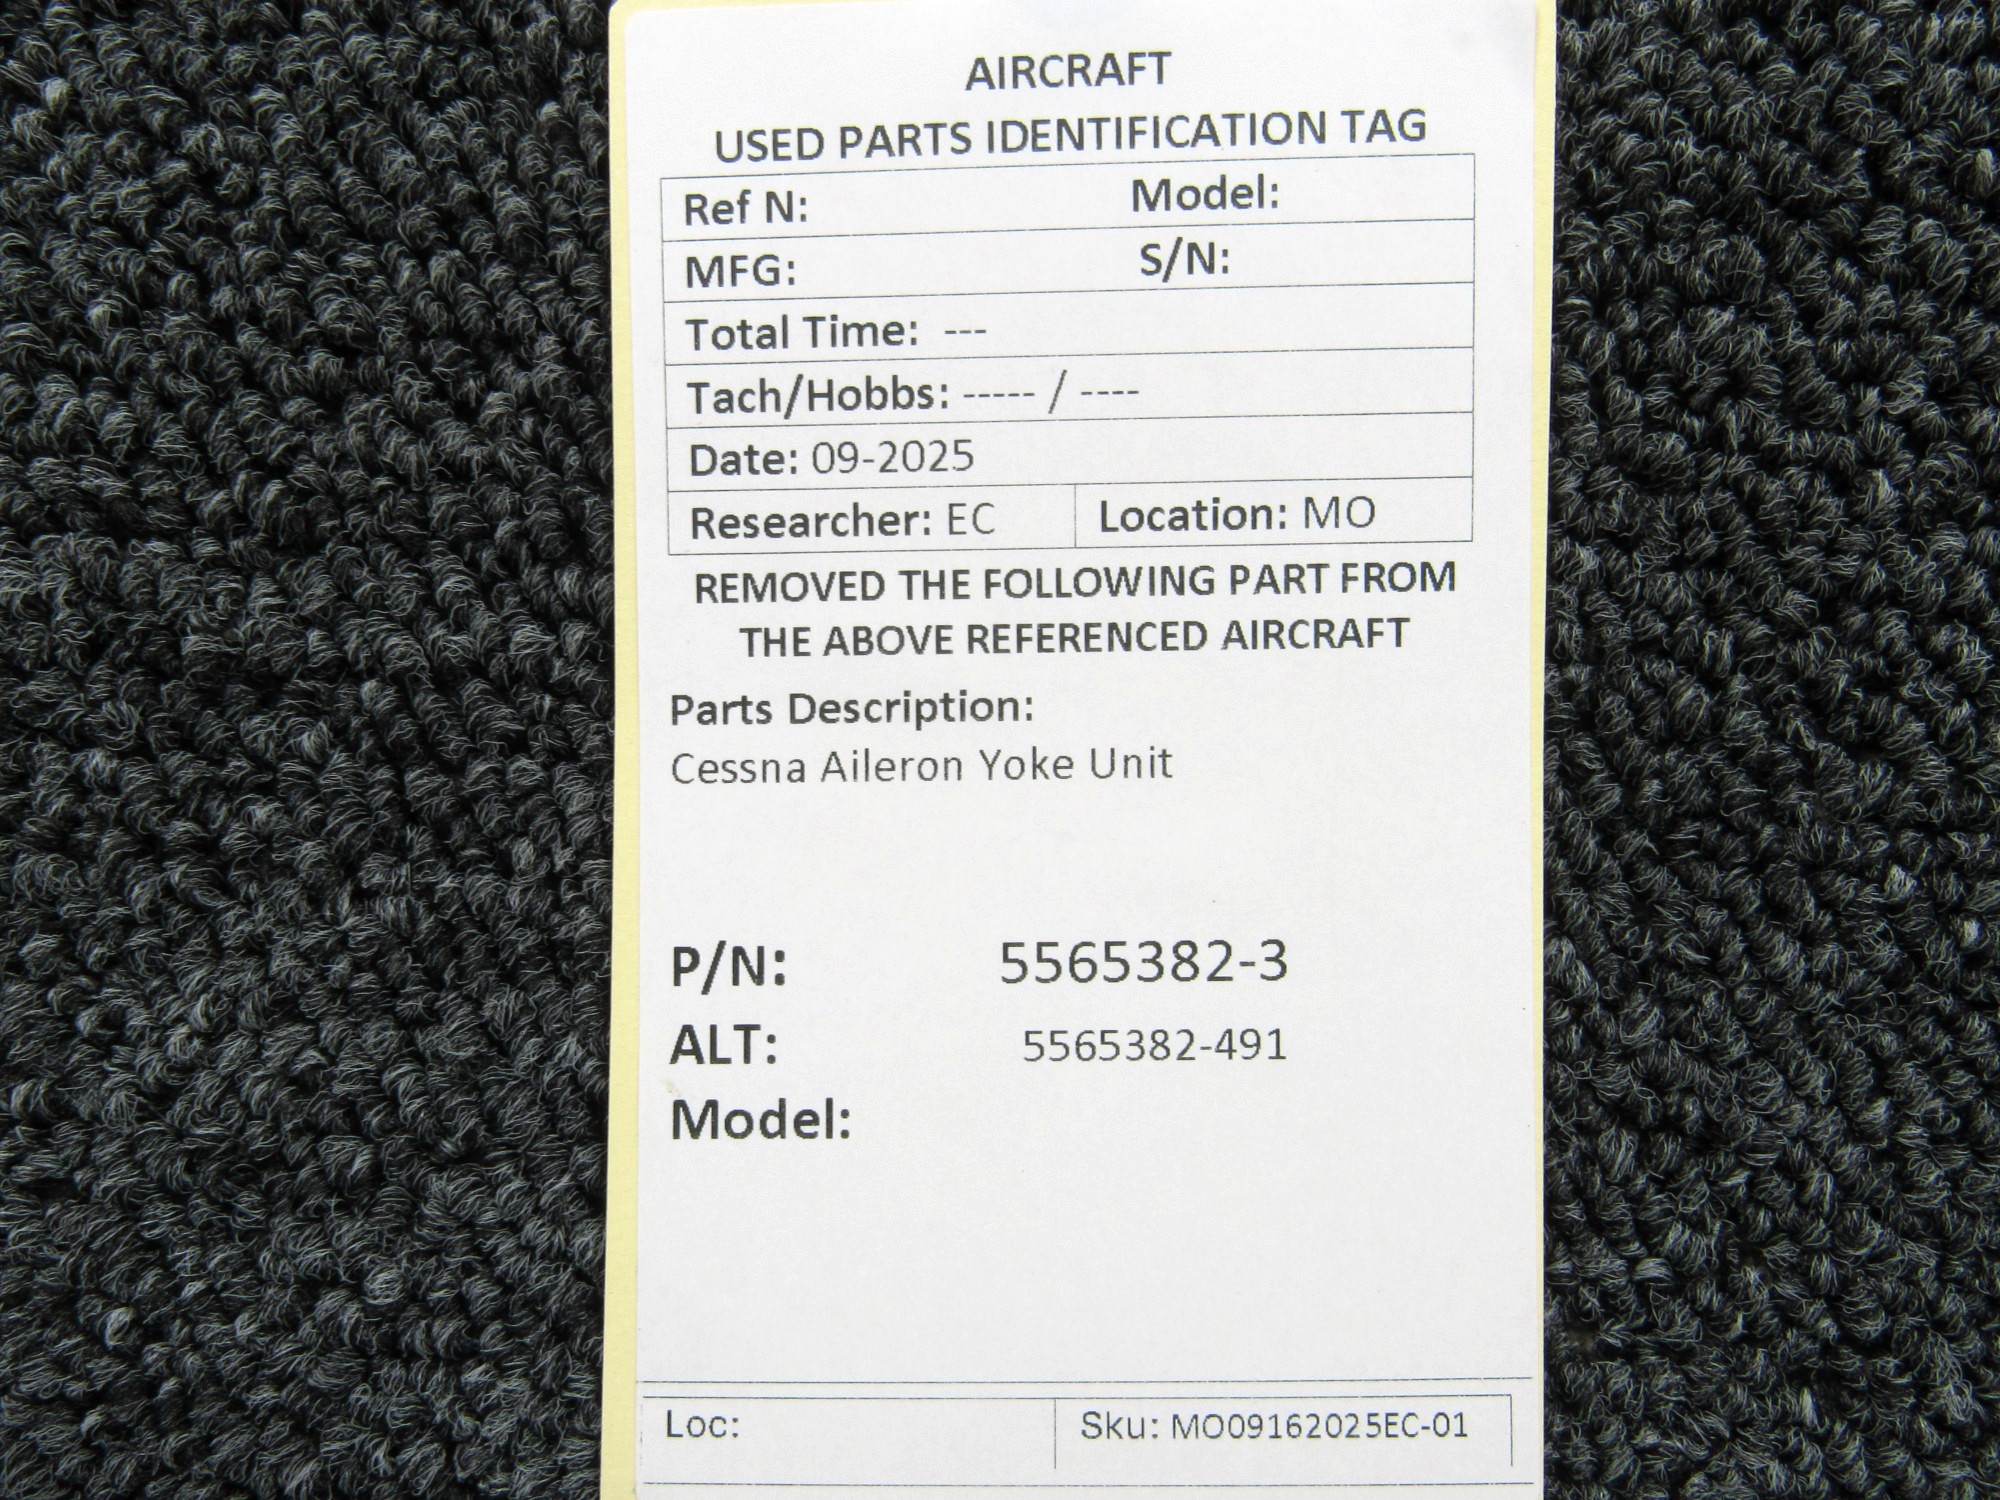 AIRCRAFT
USED PARTS IDENTIFICATION TAG
Ref N: Model:
MFG: S/N:
Total Time: ---
Tach/Hobbs: ----- / ----
Date: 09-2025
Researcher: EC Location: MO
REMOVED THE FOLLOWING PART FROM
THE ABOVE REFERENCED AIRCRAFT
Parts Description:
Cessna Aileron Yoke Unit
P/N: 5565382-3
ALT: 5565382-491
Model:
Loc: Sku: MO09162025EC-01